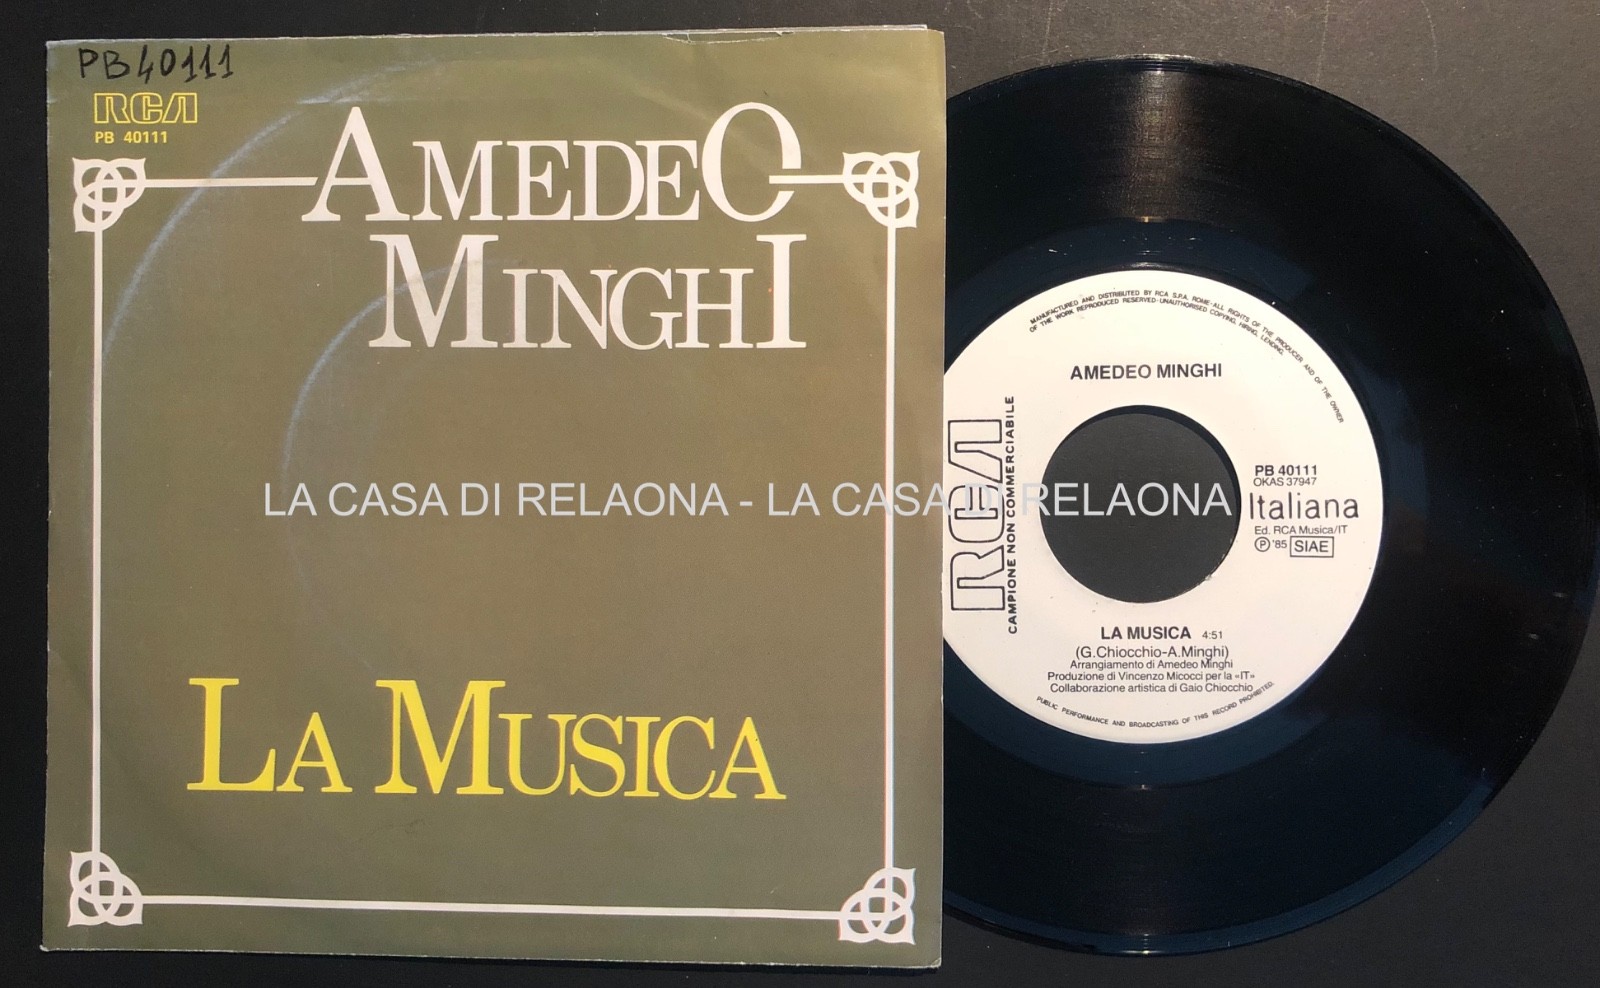 PB40111
RCA
PB 40111
AMEDEO
MINGHI
LA MUSICA
LA CASA DI RELAONA - LA CASA DI RELAONA
MANUFACTURED AND DISTRIBUTED BY RCA S.P.A. ROME-ALL RIGHTS OF THE PRODUCER AND OF THE OWNER
OF THE WORK REPRODUCED RESERVED-UNAUTHORISED COPYING, HIRING, LENDING,
AMEDEO MINGHI
RCA
CAMPIONE NON COMMERCIABILE
PB 40111
OKAS 37947
Italiana
Ed. RCA Musica/IT
Ⓟ '85 SIAE
LA MUSICA 4:51
(G.Chiocchio-A.Minghi)
Arrangiamento di Amedeo Minghi
Produzione di Vincenzo Micocci per la «IT»
Collaborazione artistica di Gaio Chiocchio
PUBLIC PERFORMANCE AND BROADCASTING OF THIS RECORD PROHIBITED.